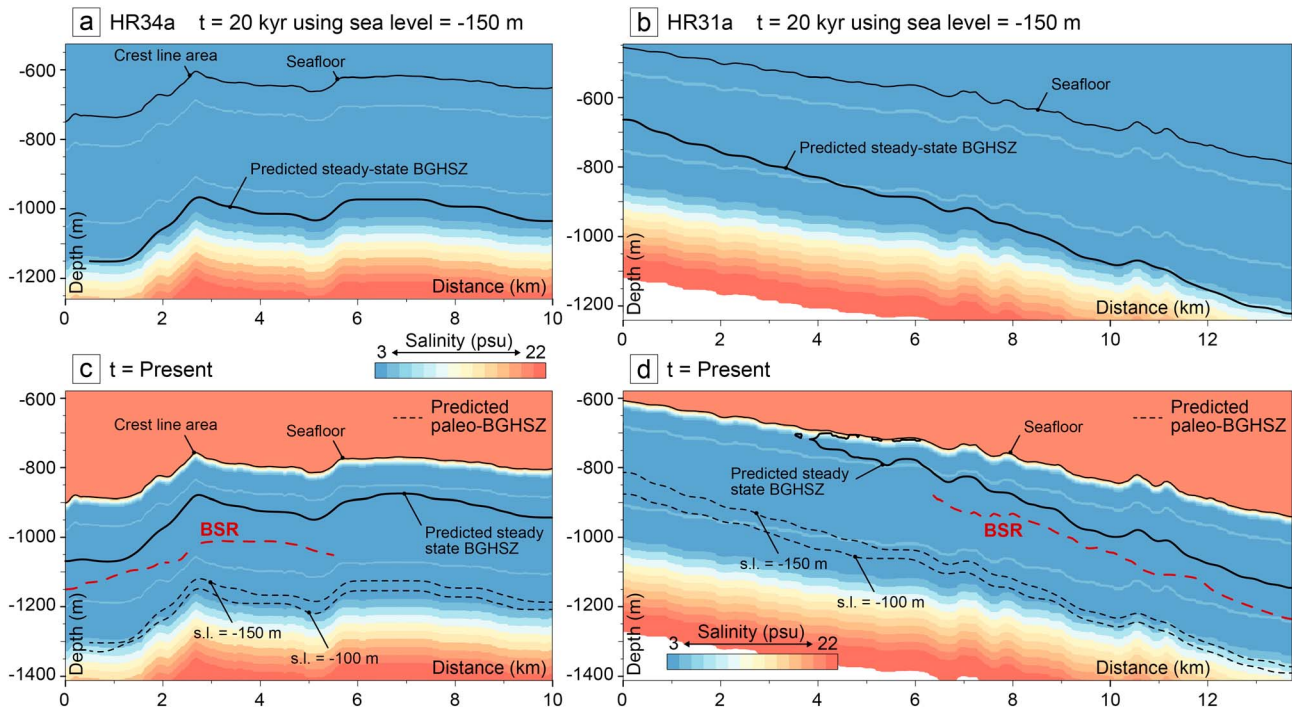 a HR34a t = 20 kyr using sea level = -150 m
Crest line area
Seafloor
Predicted steady-state BGHSZ
-600
-800
-1000
-1200
Depth (m)
Distance (km)
0 2 4 6 8 10
b HR31a t = 20 kyr using sea level = -150 m
Seafloor
Predicted steady-state BGHSZ
-600
-800
-1000
-1200
Depth (m)
Distance (km)
0 2 4 6 8 10 12
Salinity (psu)
3 22
c t = Present
Predicted
paleo-BGHSZ
Crest line area
Seafloor
Predicted steady
state BGHSZ
BSR
s.l. = -150 m
s.l. = -100 m
-600
-800
-1000
-1200
-1400
Depth (m)
Distance (km)
0 2 4 6 8 10
d t = Present
Predicted
paleo-BGHSZ
Seafloor
Predicted steady
state BGHSZ
BSR
s.l. = -150 m
s.l. = -100 m
-600
-800
-1000
-1200
-1400
Depth (m)
Salinity (psu)
3 22
Distance (km)
0 2 4 6 8 10 12